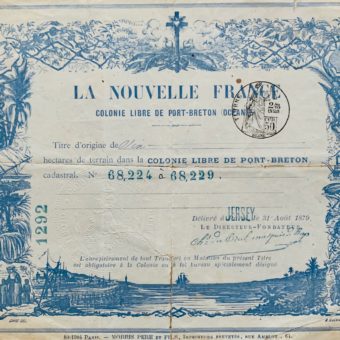 LA NOUVELLE FRANCE
COLONIE LIBRE DE PORT-BRETON (OCÉANIE)
Titre d'origine de
hectares de terrain dans la COLONIE LIBRE DE PORT-BRETON
cadastral. N° 68,224 à 68,229.
1292
Délivré à JERSEY le 31 Août 1879
LE DIRECTEUR-FONDATEUR
L'enregistrement de tout Transfert ou Mutation du présent Titre
est obligatoire à la Colonie ou au bureau spécialement désigné
PARIS. — MORRIS PÈRE ET FILS, IMPRIMEURS BREVETÉS, RUE AMELOT, 64.